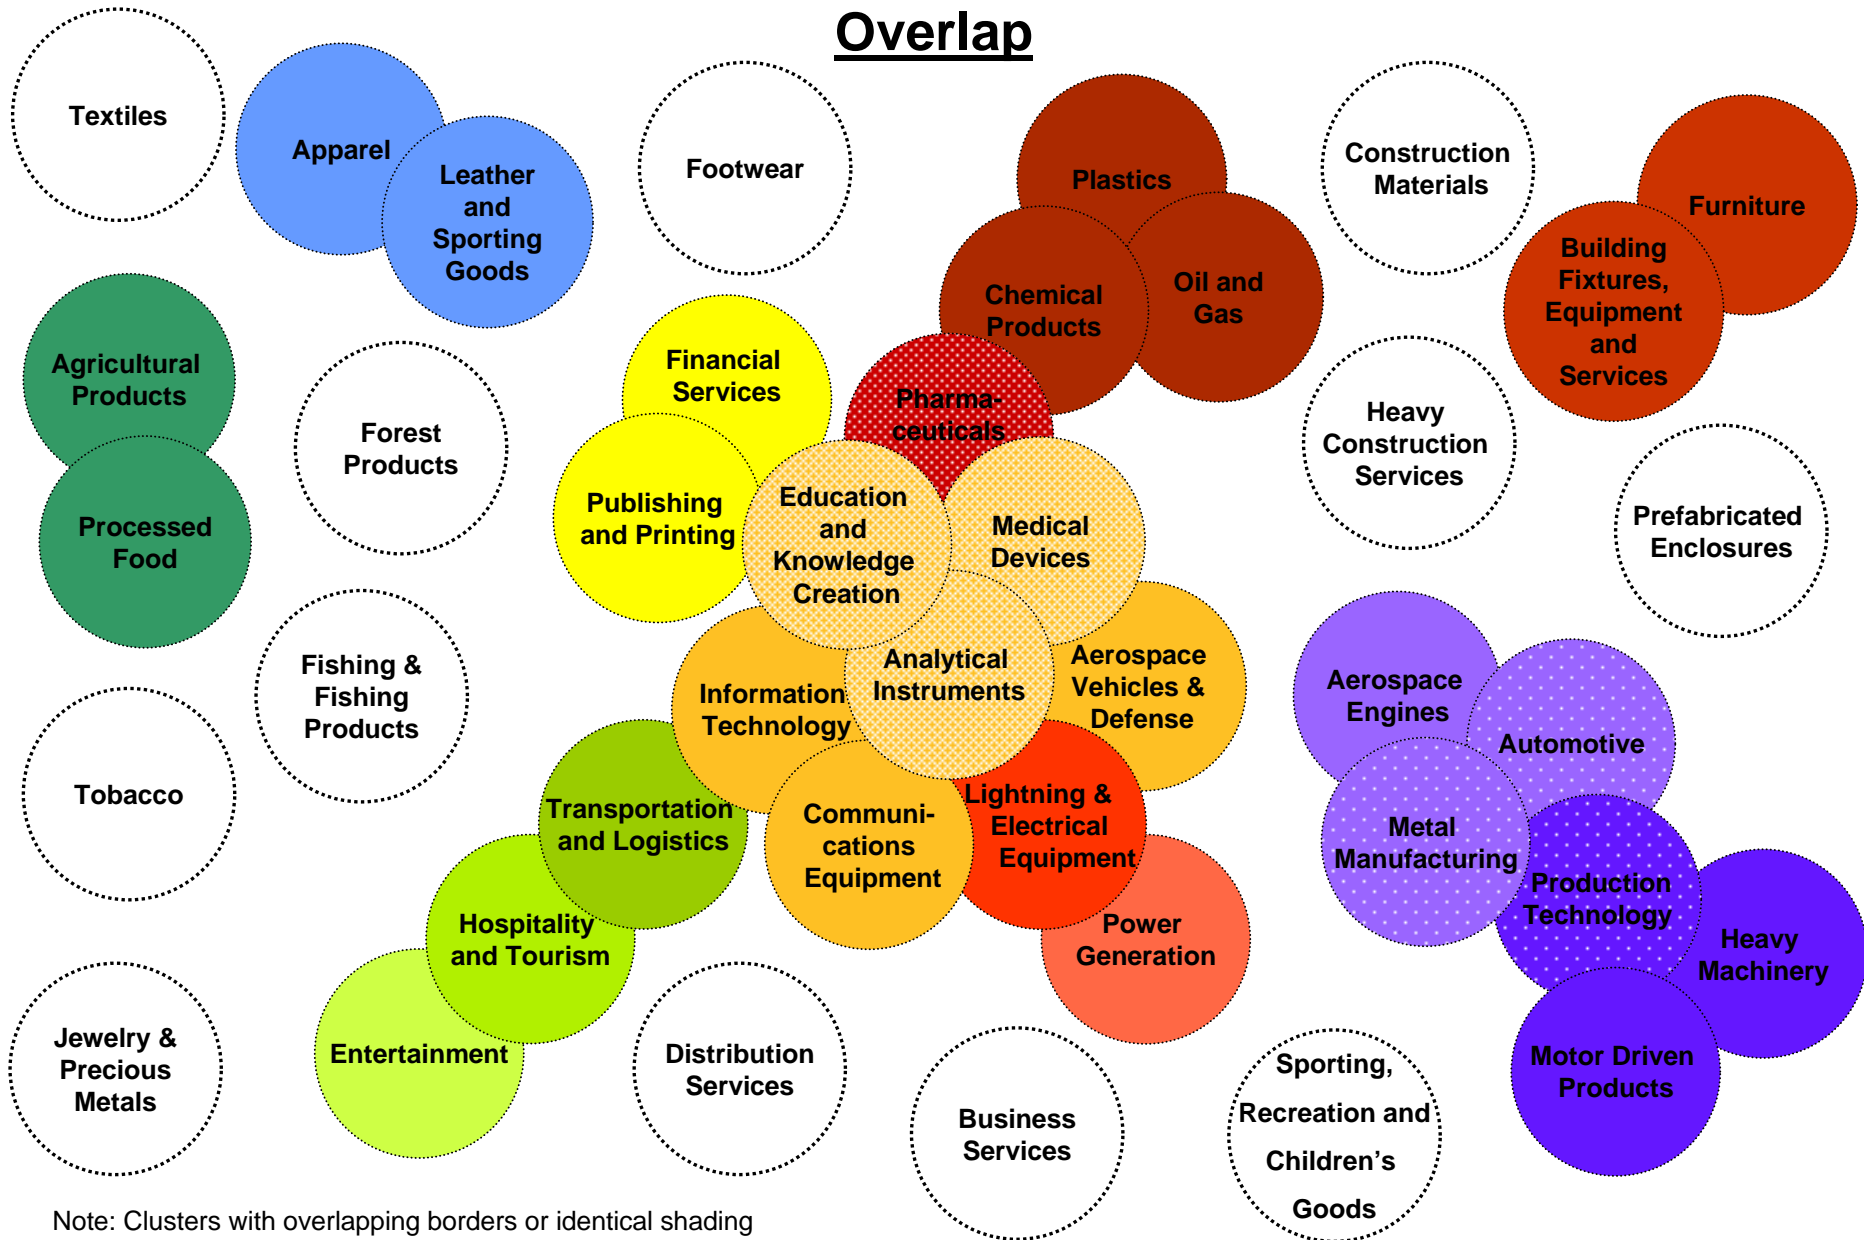 Overlap
Textiles
Apparel
Leather
and
Sporting
Goods
Footwear
Plastics
Construction
Materials
Furniture
Building
Fixtures,
Equipment
and
Services
Chemical
Products
Oil and
Gas
Agricultural
Products
Forest
Products
Financial
Services
Pharma-
ceuticals
Heavy
Construction
Services
Processed
Food
Publishing
and Printing
Education
and
Knowledge
Creation
Medical
Devices
Prefabricated
Enclosures
Fishing &
Fishing
Products
Information
Technology
Analytical
Instruments
Aerospace
Vehicles &
Defense
Aerospace
Engines
Automotive
Tobacco
Transportation
and Logistics
Communi-
cations
Equipment
Lightning &
Electrical
Equipment
Metal
Manufacturing
Production
Technology
Hospitality
and Tourism
Power
Generation
Heavy
Machinery
Jewelry &
Precious
Metals
Entertainment
Distribution
Services
Business
Services
Sporting,
Recreation and
Children's
Goods
Motor Driven
Products
Note: Clusters with overlapping borders or identical shading